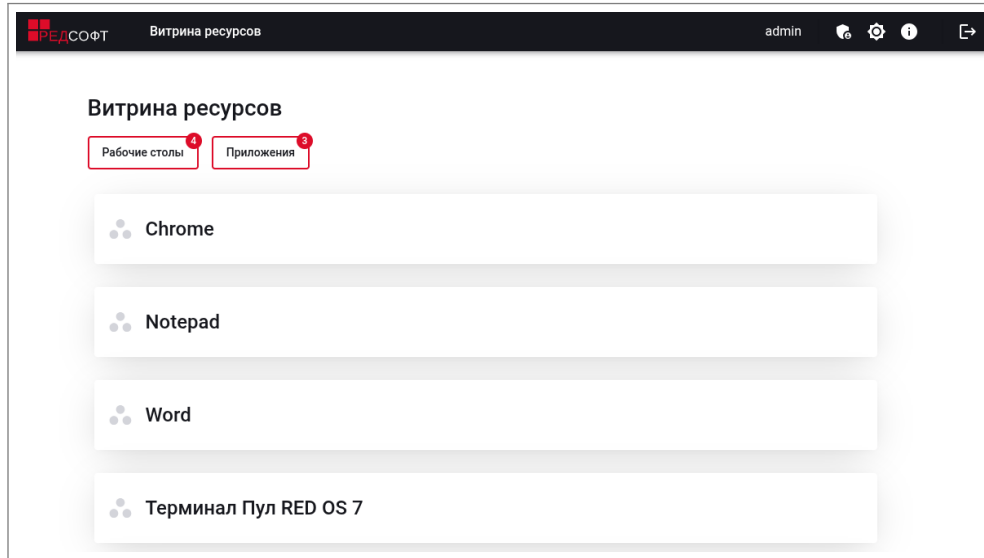 РЕДСОФТ Витрина ресурсов admin
Витрина ресурсов
Рабочие столы 4 Приложения 3
Chrome
Notepad
Word
Терминал Пул RED OS 7